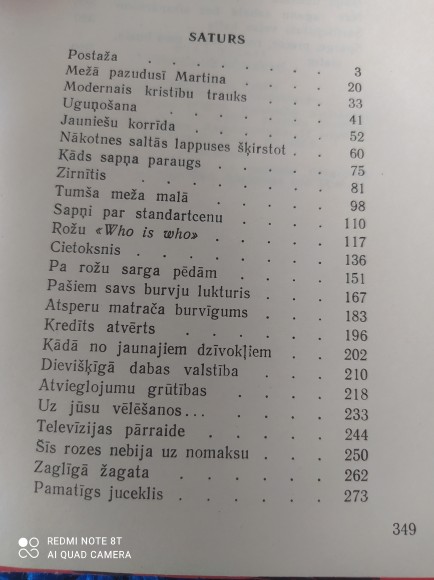 SATURS
Postaža . . . . . . . 3
Mežā pazudusī Martina . . . . 20
Modernais kristību trauks . . . . 33
Uguņošana . . . . . . 41
Jauniešu korrīda . . . . . 52
Nākotnes saltās lappuses šķirstot . . 60
Kāds sapņa paraugs . . . . 75
Zirnītis . . . . . . . 81
Tumša meža malā . . . . 98
Sapņi par standartcenu . . . . 110
Rožu «Who is who» . . . . 117
Cietoksnis . . . . . . 136
Pa rožu sarga pēdām . . . . 151
Pašiem savs burvju lukturis . . . 167
Atsperu matrača burvīgums . . . 183
Kredīts atvērts . . . . . 196
Kādā no jaunajiem dzīvokļiem . . . 202
Dievišķīgā dabas valstība . . . 210
Atvieglojumu grūtības . . . . 218
Uz jūsu vēlēšanos... . . . . 233
Televīzijas pārraide . . . . 244
Šīs rozes nebija uz nomaksu . . . 250
Zaglīgā žagata . . . . . 262
Pamatīgs juceklis . . . . . 273
349
REDMI NOTE 8T
AI QUAD CAMERA